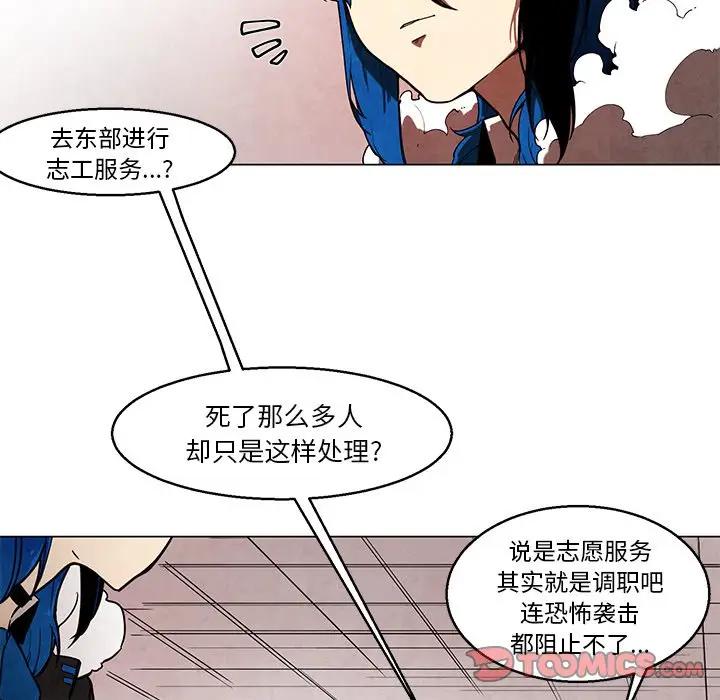 去东部进行
志工服务...?
死了那么多人
却只是这样处理?
说是志愿服务
其实就是调职吧
连恐怖袭击
都阻止不了...
TOOMICS.com